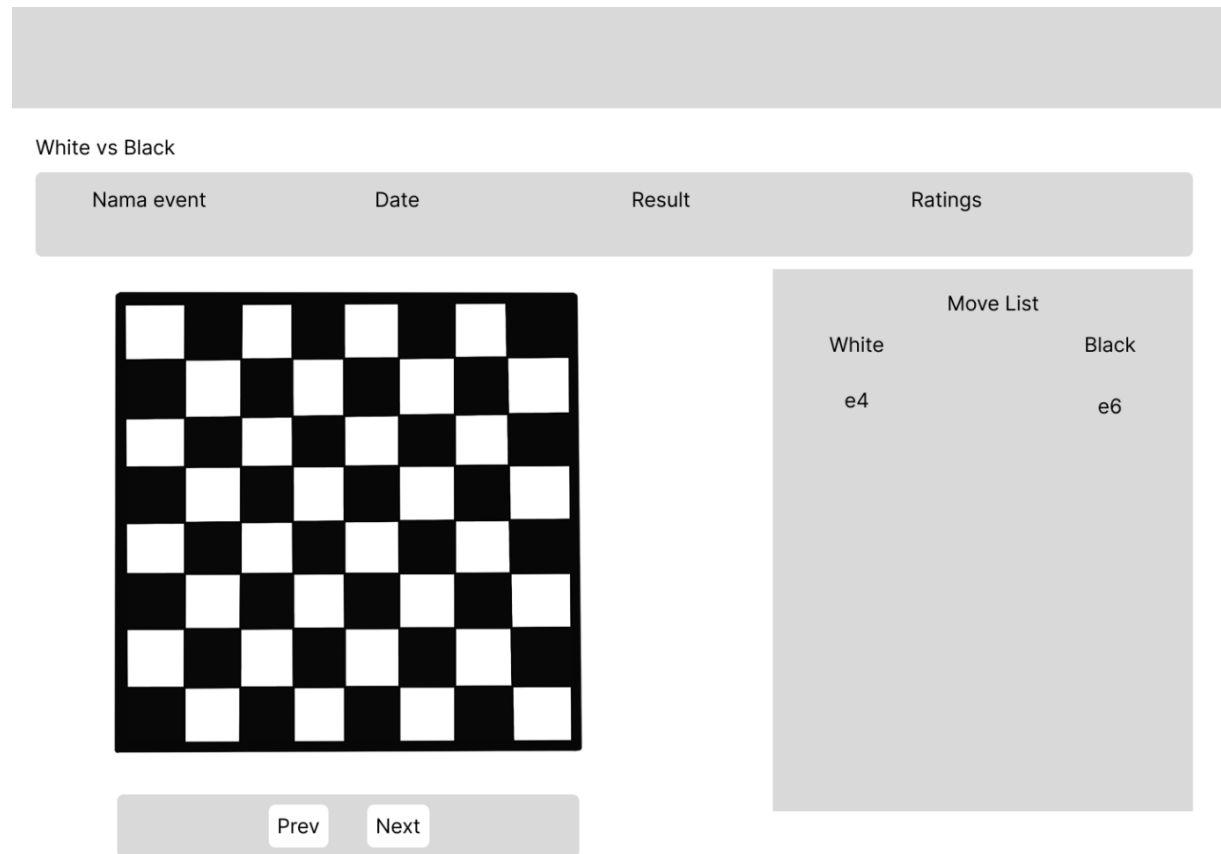 White vs Black
Nama event Date Result Ratings
Move List
White Black
e4 e6
Prev Next